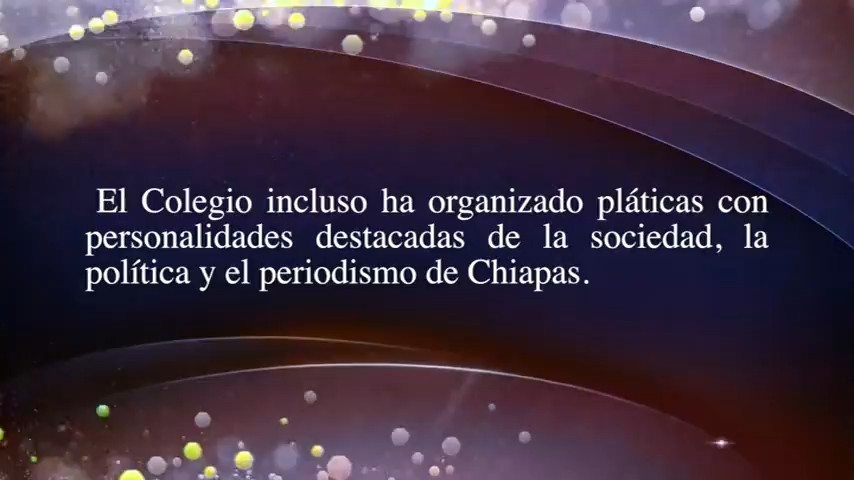 El Colegio incluso ha organizado pláticas con
personalidades destacadas de la sociedad, la
política y el periodismo de Chiapas.